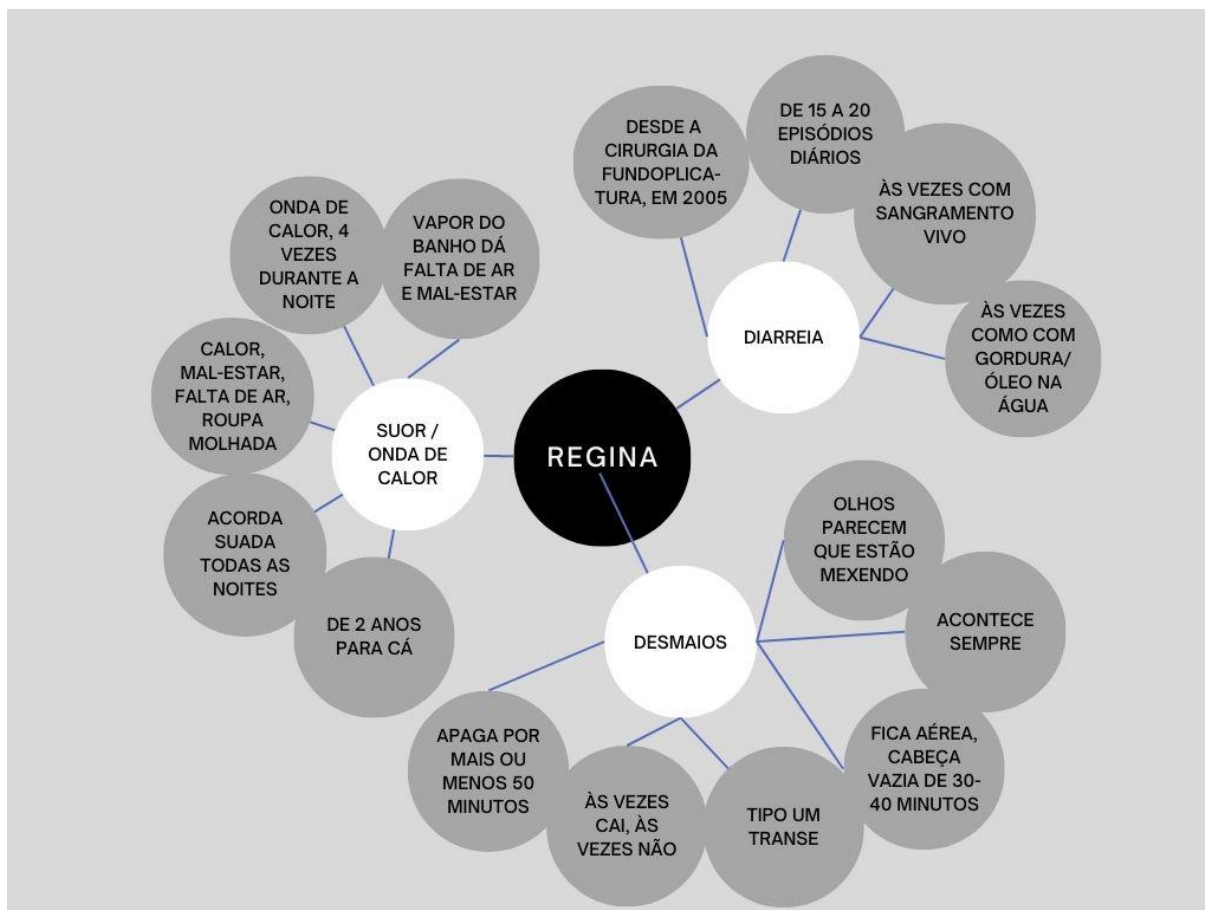 REGINA
DIARREIA
DESDE A
CIRURGIA DA
FUNDOPLICA-
TURA, EM 2005
DE 15 A 20
EPISÓDIOS
DIÁRIOS
ÀS VEZES COM
SANGRAMENTO
VIVO
ÀS VEZES
COMO COM
GORDURA/
ÓLEO NA
ÁGUA
SUOR /
ONDA DE
CALOR
VAPOR DO
BANHO DÁ
FALTA DE AR
E MAL-ESTAR
ONDA DE
CALOR, 4
VEZES
DURANTE A
NOITE
CALOR,
MAL-ESTAR,
FALTA DE AR,
ROUPA
MOLHADA
ACORDA
SUADA
TODAS AS
NOITES
DE 2 ANOS
PARA CÁ
DESMAIOS
OLHOS
PARECEM
QUE ESTÃO
MEXENDO
ACONTECE
SEMPRE
FICA AÉREA,
CABEÇA
VAZIA DE 30-
40 MINUTOS
TIPO UM
TRANSE
ÀS VEZES
CAI, ÀS
VEZES NÃO
APAGA POR
MAIS OU
MENOS 50
MINUTOS